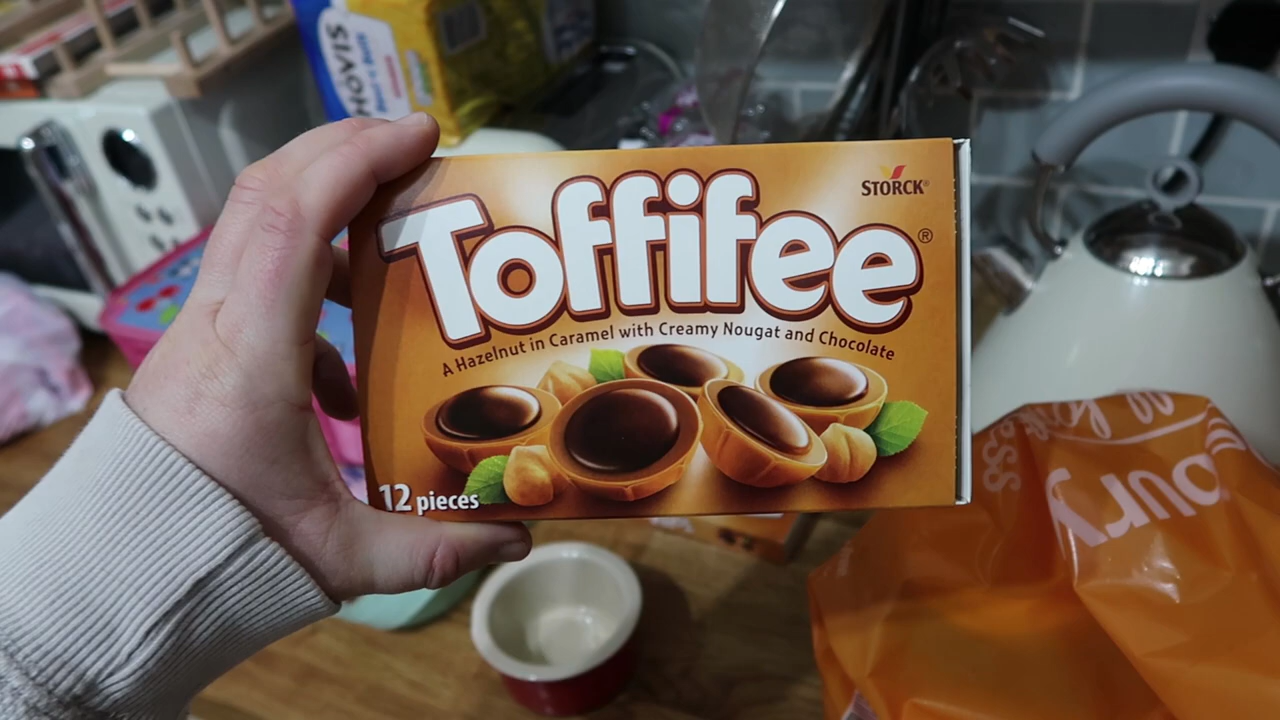 HOVIS
STORCK®
Toffifee®
A Hazelnut in Caramel with Creamy Nougat and Chocolate
12 pieces